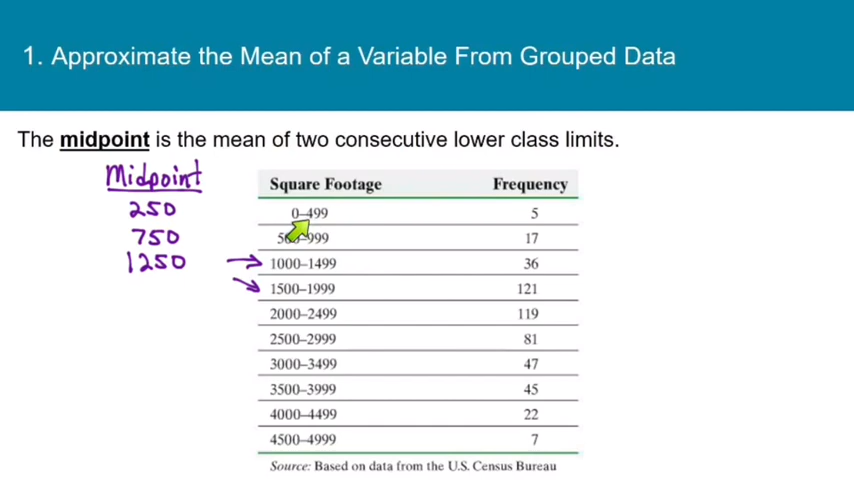 1. Approximate the Mean of a Variable From Grouped Data
The midpoint is the mean of two consecutive lower class limits.
Midpoint
250
750
1250
Square Footage Frequency
0–499 5
500–999 17
1000–1499 36
1500–1999 121
2000–2499 119
2500–2999 81
3000–3499 47
3500–3999 45
4000–4499 22
4500–4999 7
Source: Based on data from the U.S. Census Bureau